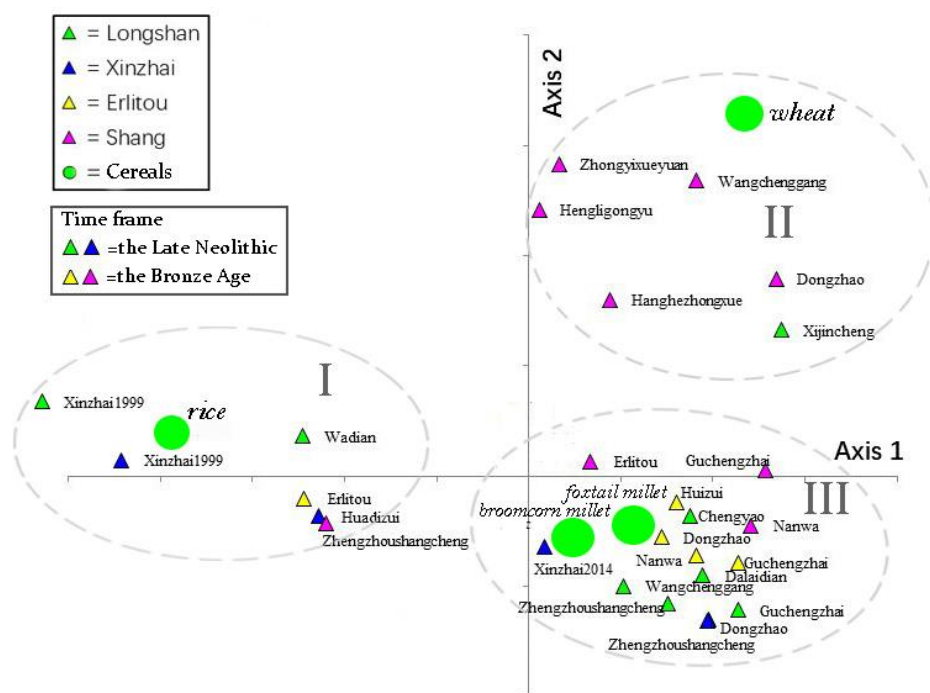 = Longshan
= Xinzhai
= Erlitou
= Shang
= Cereals
Time frame
=the Late Neolithic
=the Bronze Age
Axis 2
wheat
Zhongyixueyuan
Wangchenggang
Hengligongyu
II
Dongzhao
Hanghezhongxue
Xijincheng
I
Xinzhai1999
rice
Wadian
Xinzhai1999
Axis 1
Erlitou
Guchengzhai
III
Erlitou
foxtail millet
Huizui
broomcorn millet
Chengyao
Huadizui
Nanwa
Zhengzhoushangcheng
Dongzhao
Xinzhai2014
Nanwa
Guchengzhai
Dalaidian
Wangchenggang
Zhengzhoushangcheng
Guchengzhai
Dongzhao
Zhengzhoushangcheng